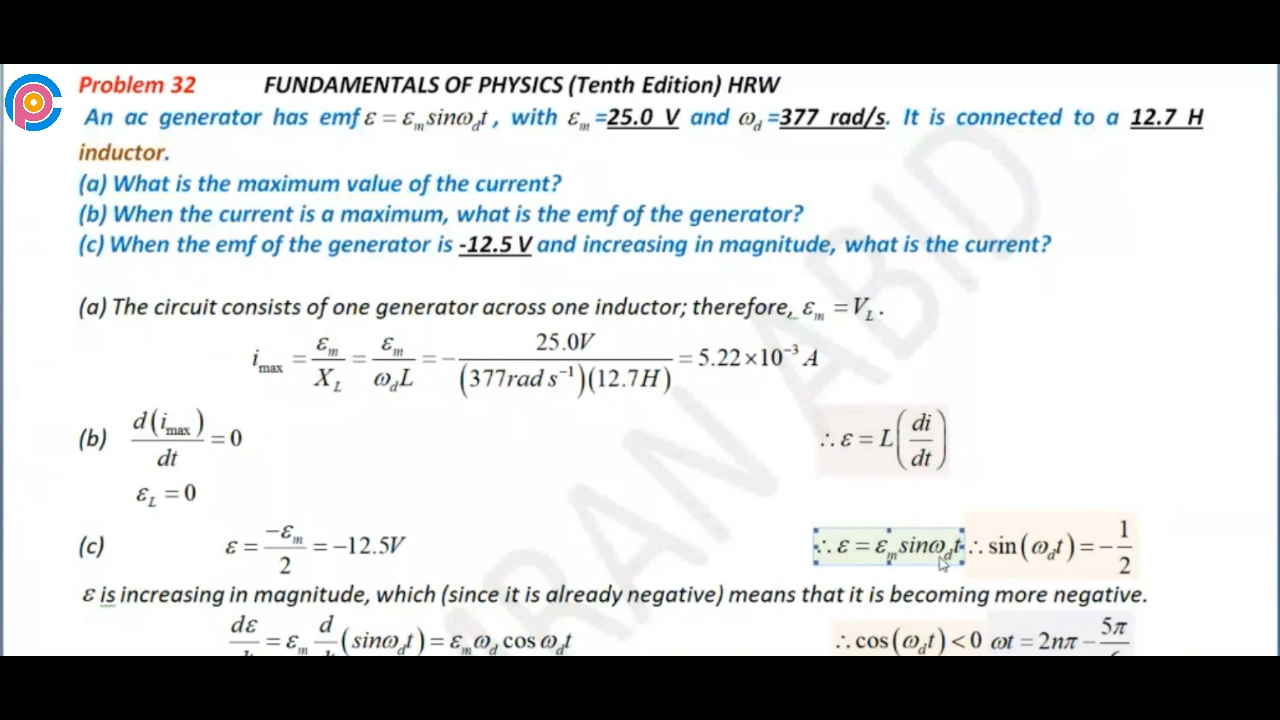 Problem 32 FUNDAMENTALS OF PHYSICS (Tenth Edition) HRW
An ac generator has emf ε = ε_m sinω_d t , with ε_m =25.0 V and ω_d =377 rad/s. It is connected to a 12.7 H
inductor.
(a) What is the maximum value of the current?
(b) When the current is a maximum, what is the emf of the generator?
(c) When the emf of the generator is -12.5 V and increasing in magnitude, what is the current?
(a) The circuit consists of one generator across one inductor; therefore, ε_m = V_L .
i_max = ε_m / X_L = ε_m / ω_d L = − 25.0V / (377rad s⁻¹)(12.7H) = 5.22×10⁻³ A
(b) d(i_max) / dt = 0 ∴ ε = L(di/dt)
ε_L = 0
(c) ε = −ε_m / 2 = −12.5V ∴ ε = ε_m sinω_d t ∴ sin(ω_d t) = − 1/2
ε is increasing in magnitude, which (since it is already negative) means that it is becoming more negative.
dε = ε_m d (sinω_d t) = ε_m ω_d cos ω_d t ∴ cos(ω_d t) < 0 ωt = 2nπ − 5π
RAN ABID